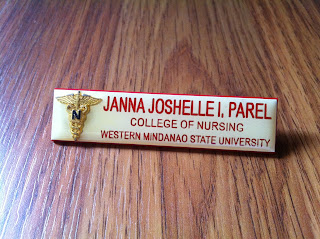 N
JANNA JOSHELLE I. PAREL
COLLEGE OF NURSING
WESTERN MINDANAO STATE UNIVERSITY